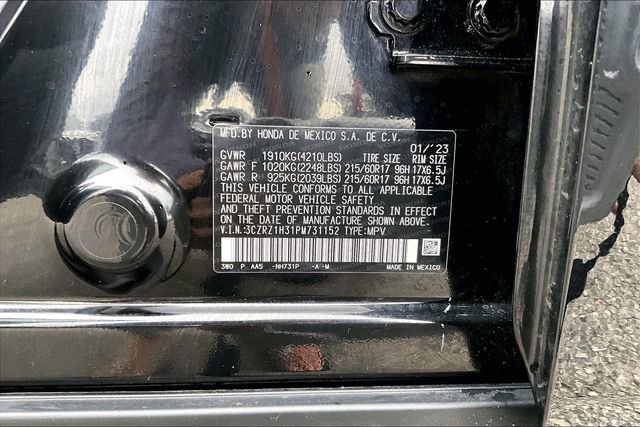 MFD.BY HONDA DE MEXICO S.A. DE C.V.
01/'23
GVWR 1910KG(4210LBS) TIRE SIZE RIM SIZE
GAWR F 1020KG(2248LBS) 215/60R17 96H 17X6.5J
GAWR R 925KG(2039LBS) 215/60R17 96H 17X6.5J
THIS VEHICLE CONFORMS TO ALL APPLICABLE
FEDERAL MOTOR VEHICLE SAFETY
AND THEFT PREVENTION STANDARDS IN EFFECT
ON THE DATE OF MANUFACTURE SHOWN ABOVE.
V.I.N.:3CZRZ1H31PM731152 TYPE:MPV
3W0 P AA5 -NH731P -A -M MADE IN MEXICO